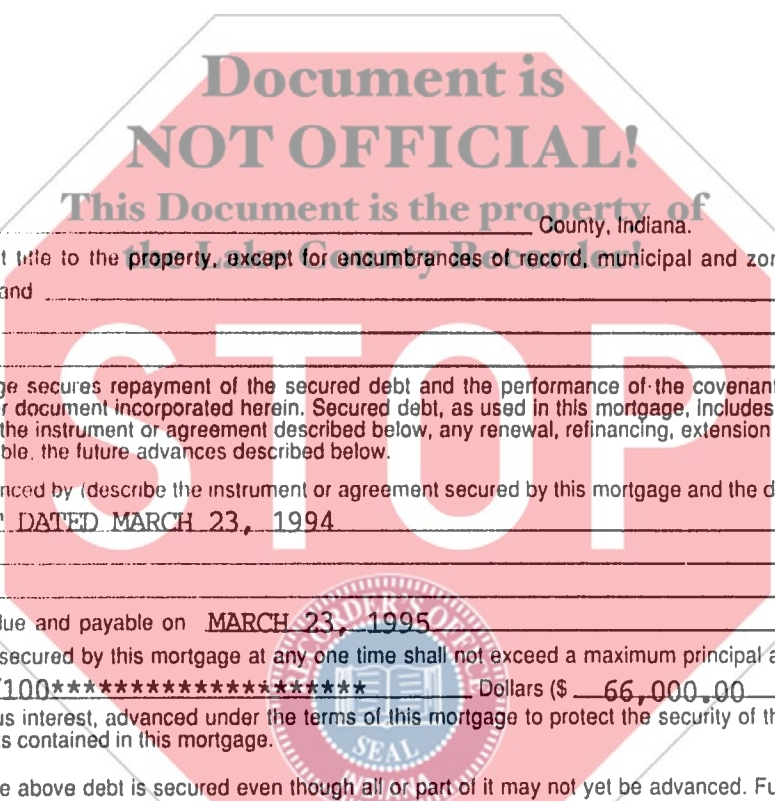 Document is
NOT OFFICIAL!
This Document is the property of
County, Indiana.
the Lake County Recorder!
title to the property, except for encumbrances of record, municipal and
and
STOP
secures repayment of the secured debt and the performance of the covenant
document incorporated herein. Secured debt, as used in this mortgage, includes
the instrument or agreement described below, any renewal, refinancing, extension
ble, the future advances described below.
nced by (describe the instrument or agreement secured by this mortgage and the d
DATED MARCH 23, 1994
ue and payable on MARCH 23, 1995
secured by this mortgage at any one time shall not exceed a maximum principal a
/100********************* Dollars ($ 66,000.00
us interest, advanced under the terms of this mortgage to protect the security of th
s contained in this mortgage.
RECORDER'S OFFICE
SEAL
INDIANA
e above debt is secured even though all or part of it may not yet be advanced. Fu